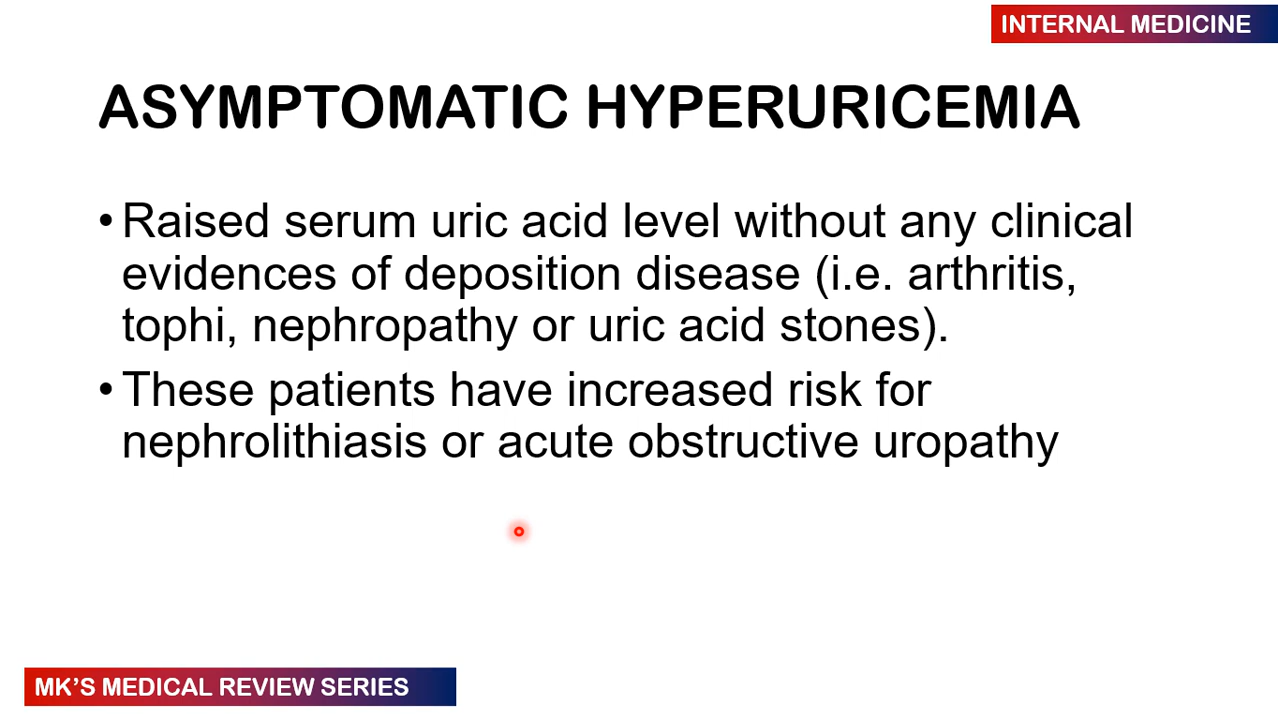 INTERNAL MEDICINE
ASYMPTOMATIC HYPERURICEMIA
•Raised serum uric acid level without any clinical
evidences of deposition disease (i.e. arthritis,
tophi, nephropathy or uric acid stones).
•These patients have increased risk for
nephrolithiasis or acute obstructive uropathy
MK’S MEDICAL REVIEW SERIES